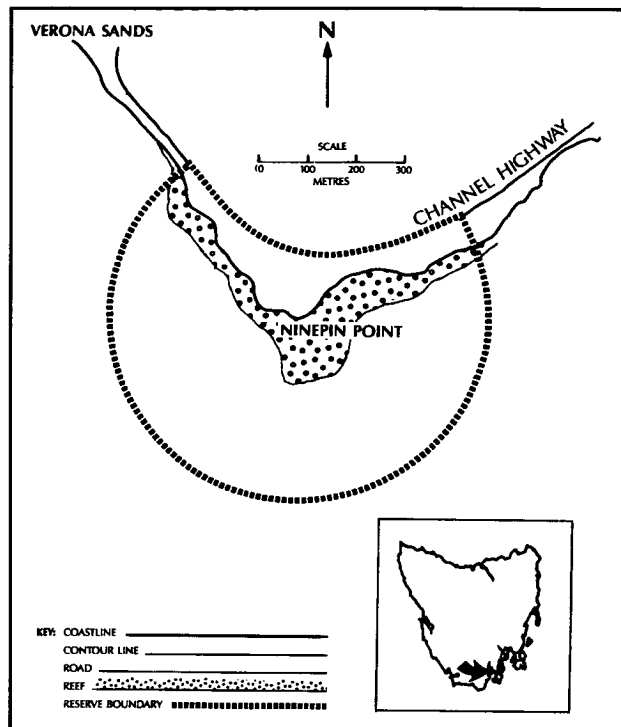 VERONA SANDS
N
SCALE
0 100 200 300
METRES
CHANNEL HIGHWAY
NINEPIN POINT
KEY: COASTLINE
CONTOUR LINE
ROAD
REEF
RESERVE BOUNDARY